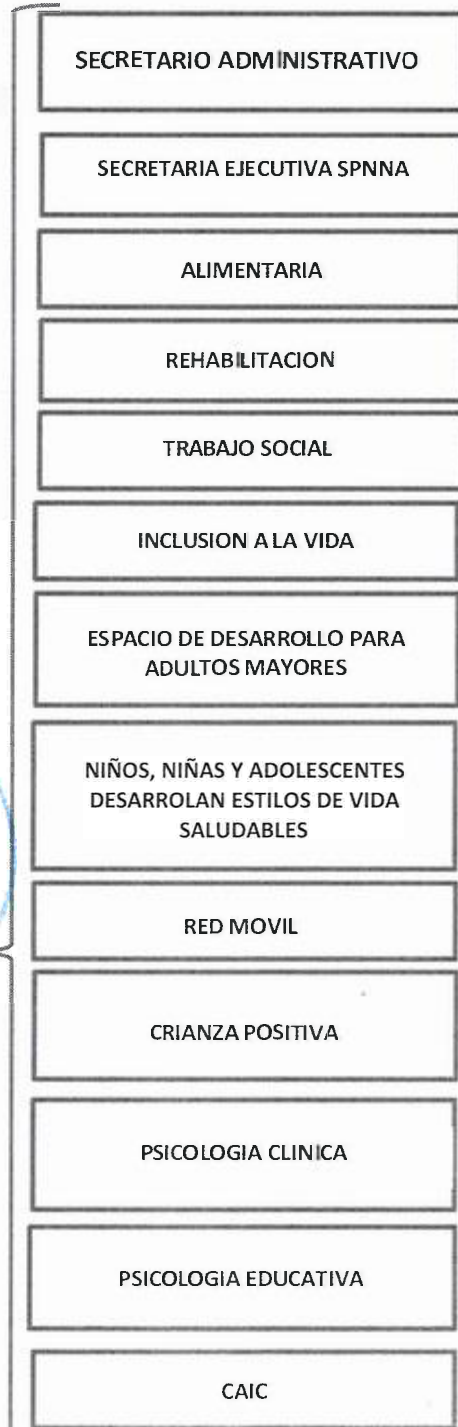 SECRETARIO ADMINISTRATIVO
SECRETARIA EJECUTIVA SPNNA
ALIMENTARIA
REHABILITACION
TRABAJO SOCIAL
INCLUSION A LA VIDA
ESPACIO DE DESARROLLO PARA
ADULTOS MAYORES
NIÑOS, NIÑAS Y ADOLESCENTES
DESARROLAN ESTILOS DE VIDA
SALUDABLES
RED MOVIL
CRIANZA POSITIVA
PSICOLOGIA CLINICA
PSICOLOGIA EDUCATIVA
CAIC